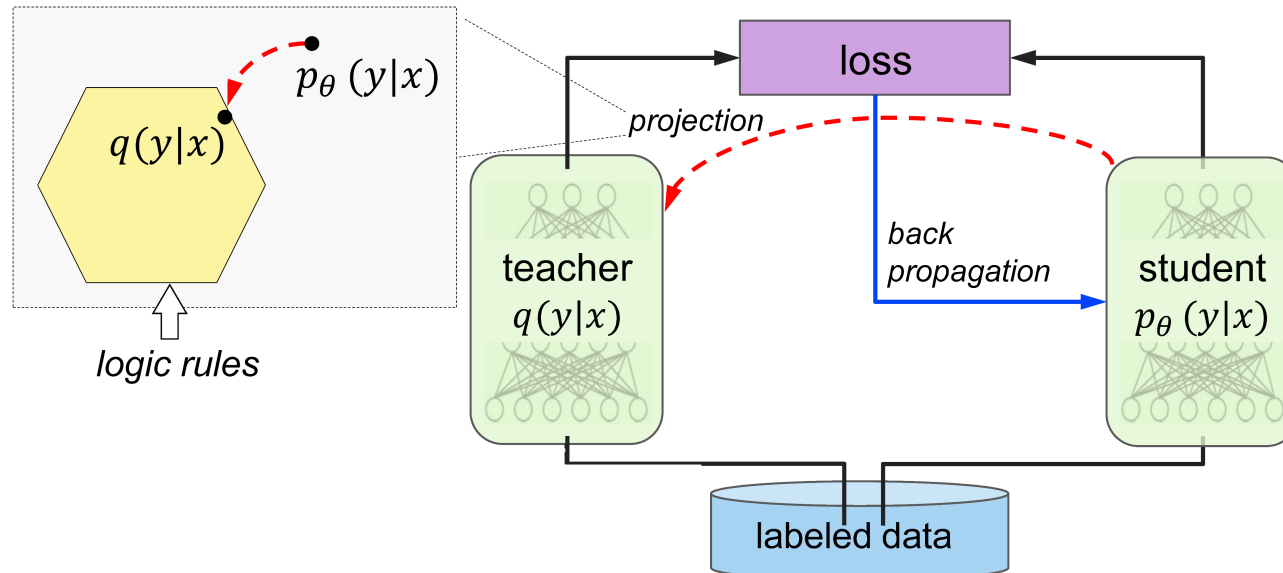 p_θ (y|x)
q(y|x)
logic rules
projection
loss
back
propagation
teacher
q(y|x)
student
p_θ (y|x)
labeled data